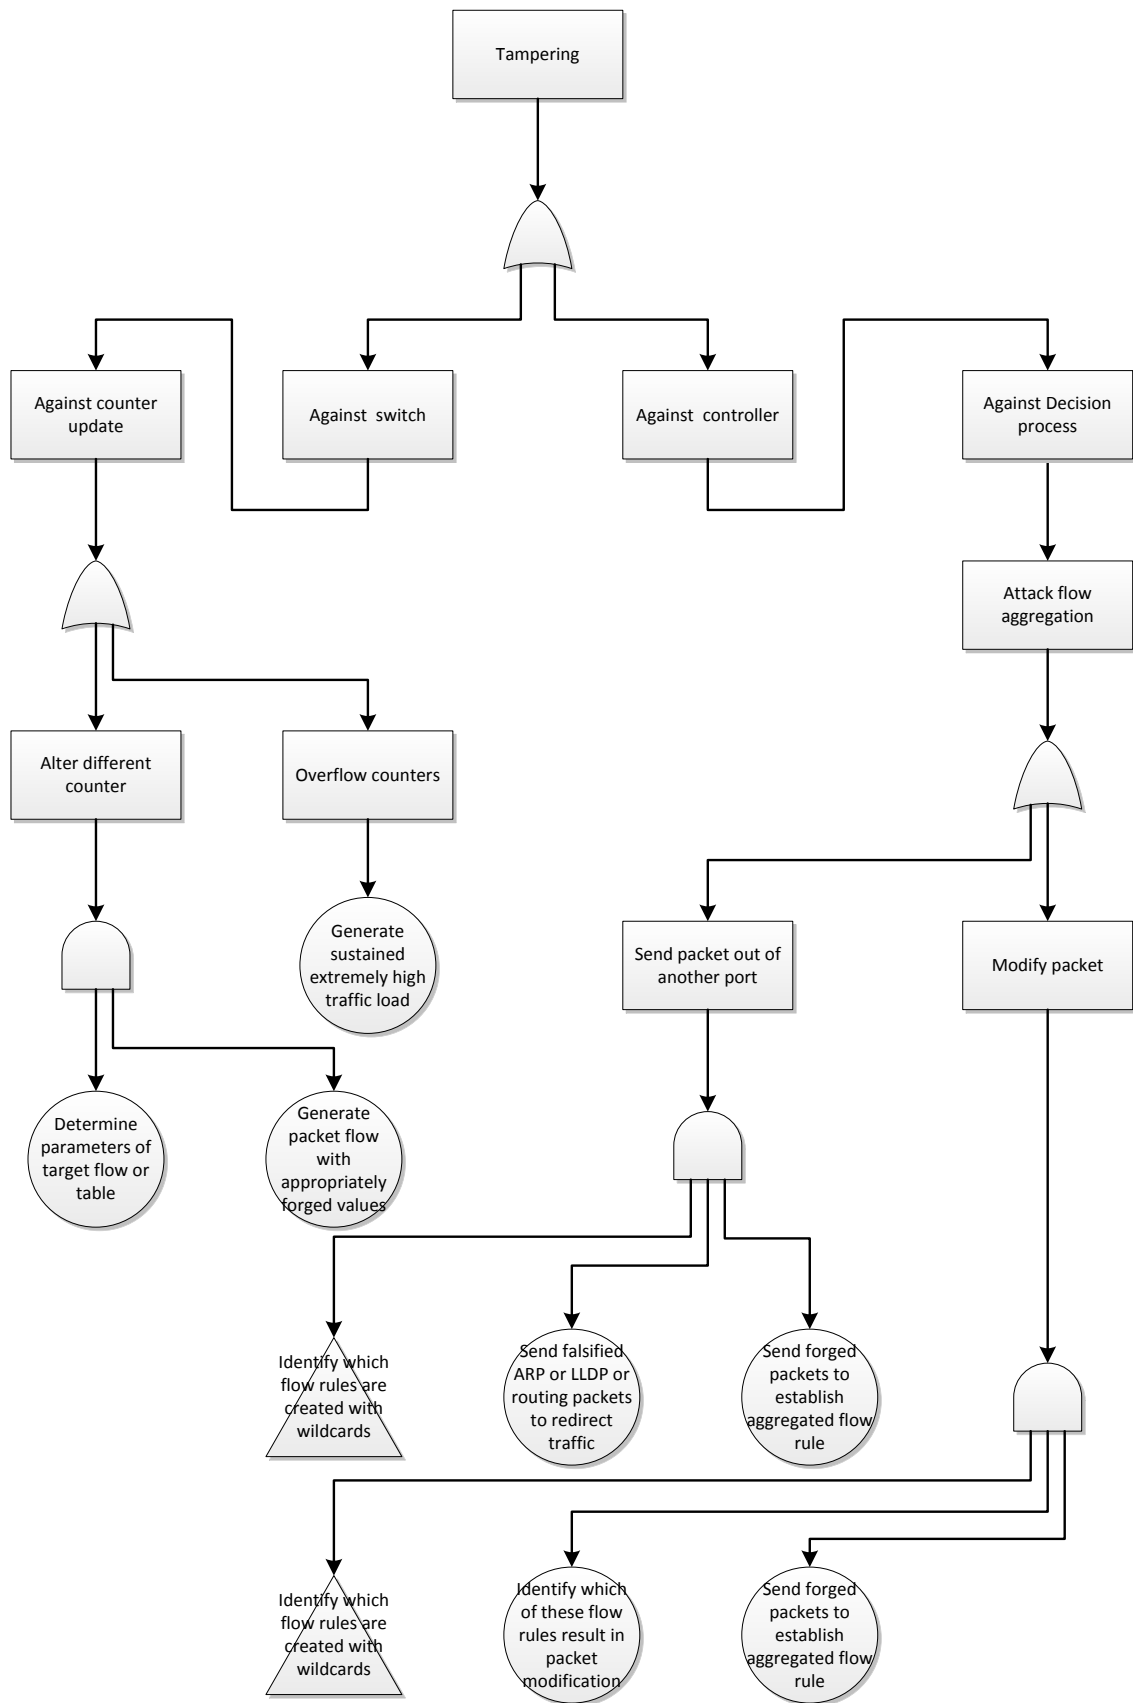 Tampering
Against counter
update
Against  switch
Against  controller
Against Decision
process
Attack flow
aggregation
Alter different
counter
Overflow counters
Generate
sustained
extremely high
traffic load
Send packet out of
another port
Modify packet
Determine
parameters of
target flow or
table
Generate
packet flow
with
appropriately
forged values
Identify which
flow rules are
created with
wildcards
Send falsified
ARP or LLDP or
routing packets
to redirect
traffic
Send forged
packets to
establish
aggregated flow
rule
Identify which
flow rules are
created with
wildcards
Identify which
of these flow
rules result in
packet
modification
Send forged
packets to
establish
aggregated flow
rule